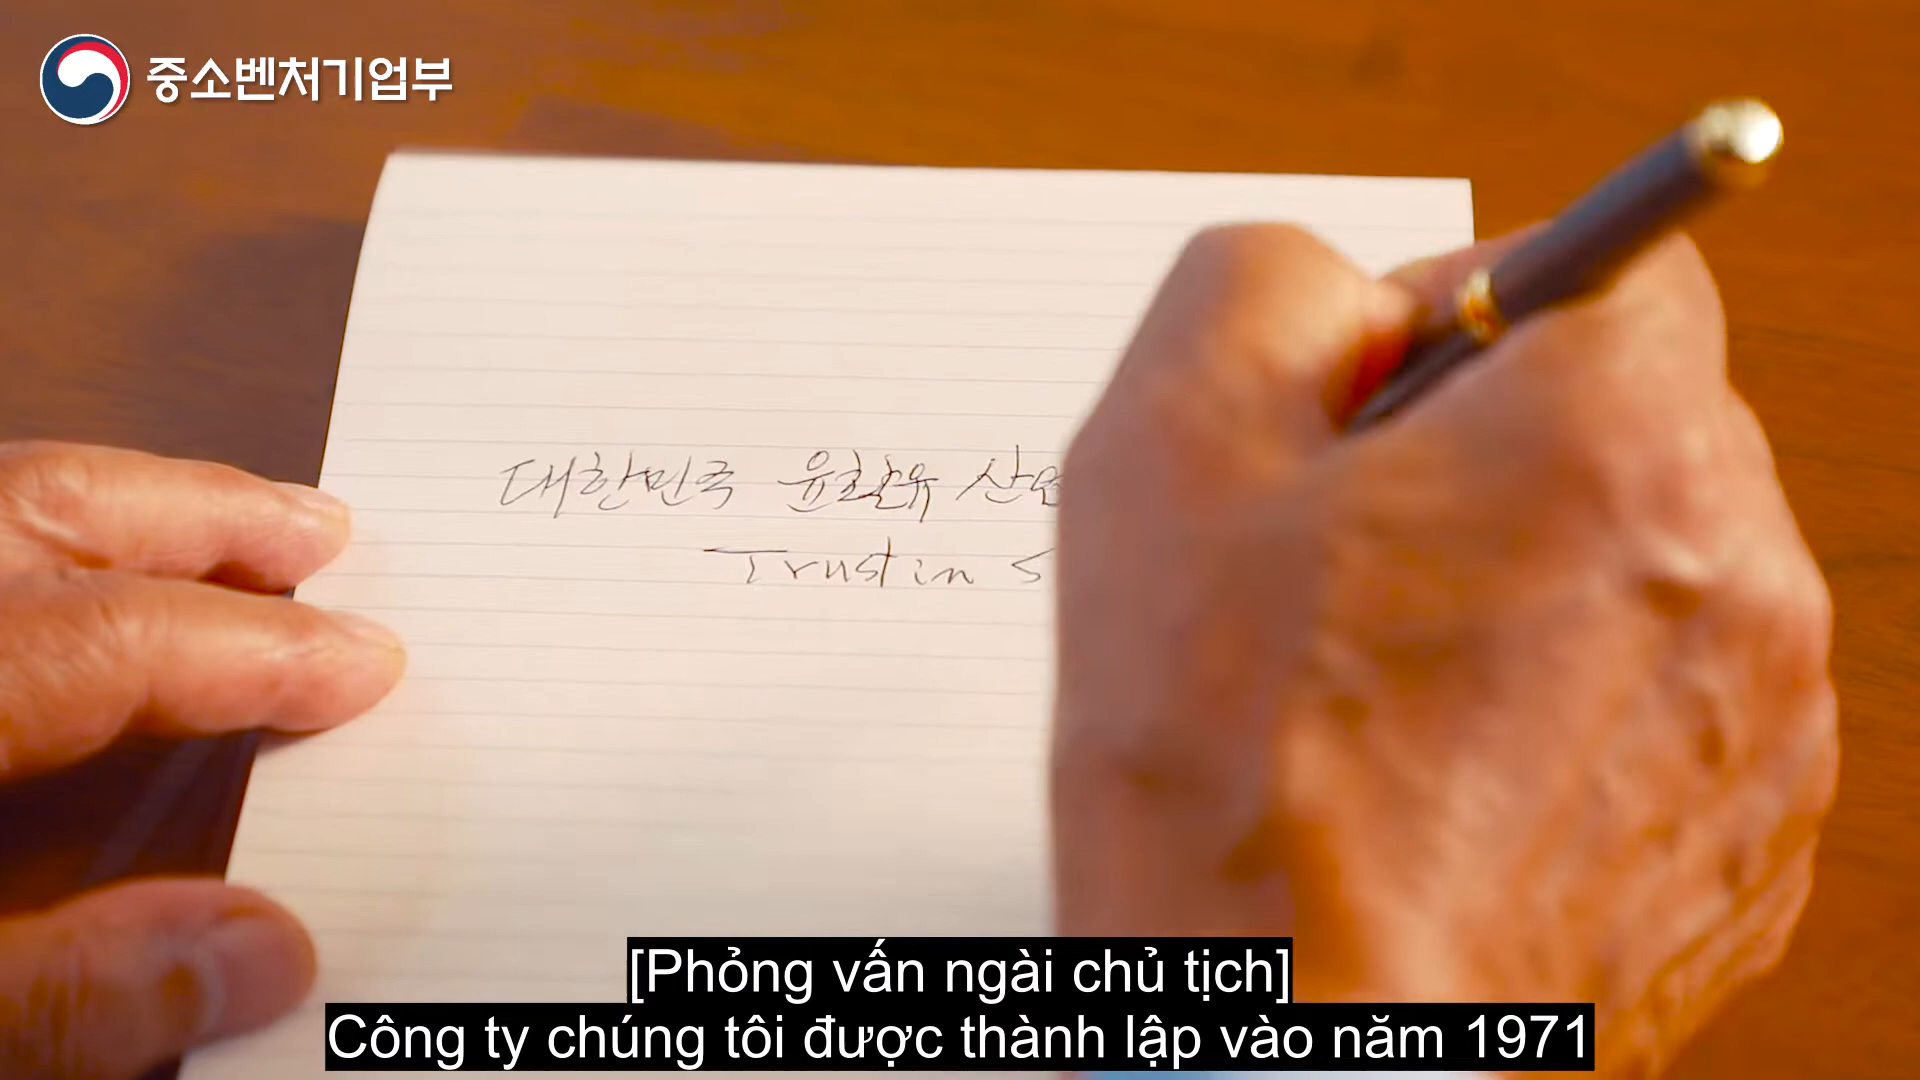 중소벤처기업부
대한민국 윤활유 산업
Trust in S
[Phỏng vấn ngài chủ tịch]
Công ty chúng tôi được thành lập vào năm 1971